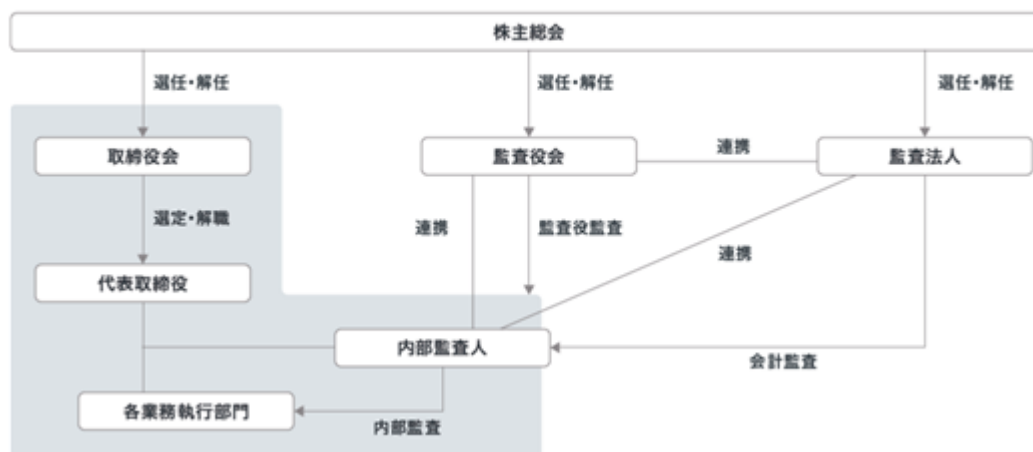 株主総会
選任・解任
選任・解任
選任・解任
取締役会
監査役会
連携
監査法人
選定・解職
連携
監査役監査
連携
代表取締役
内部監査人
会計監査
各業務執行部門
内部監査